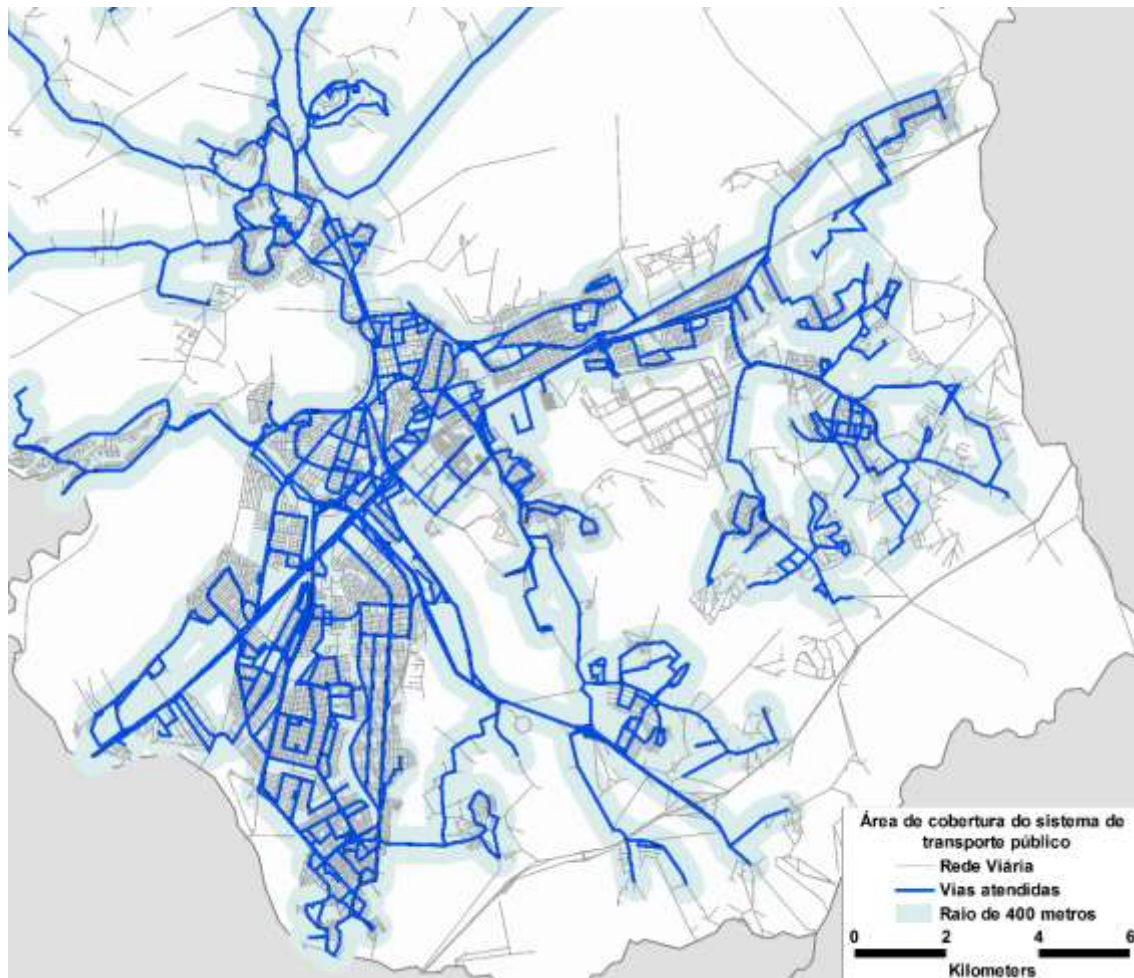 Área de cobertura do sistema de
transporte público
Rede Viária
Vias atendidas
Raio de 400 metros
0 2 4 6
Kilometers